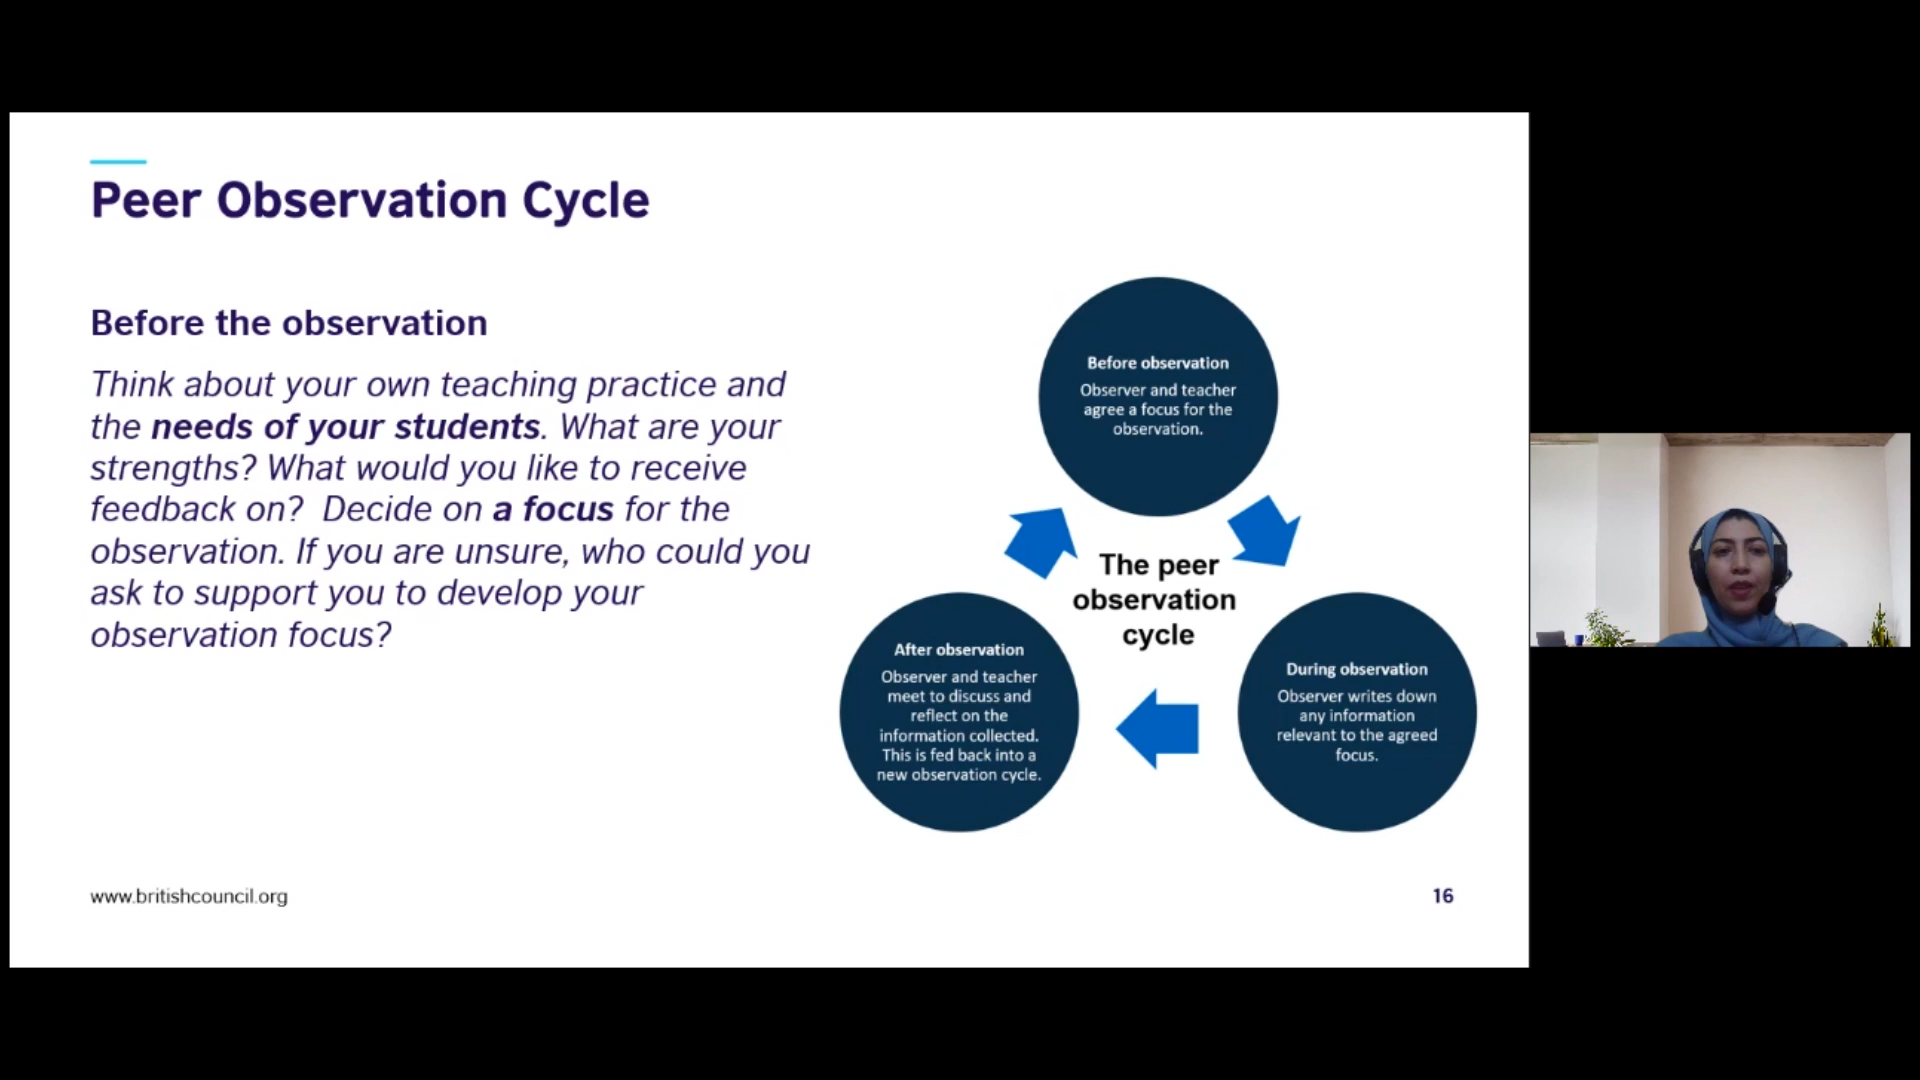 Peer Observation Cycle
Before the observation
Think about your own teaching practice and
the needs of your students. What are your
strengths? What would you like to receive
feedback on?  Decide on a focus for the
observation. If you are unsure, who could you
ask to support you to develop your
observation focus?
Before observation
Observer and teacher
agree a focus for the
observation.
The peer
observation
cycle
During observation
Observer writes down
any information
relevant to the agreed
focus.
After observation
Observer and teacher
meet to discuss and
reflect on the
information collected.
This is fed back into a
new observation cycle.
www.britishcouncil.org
16